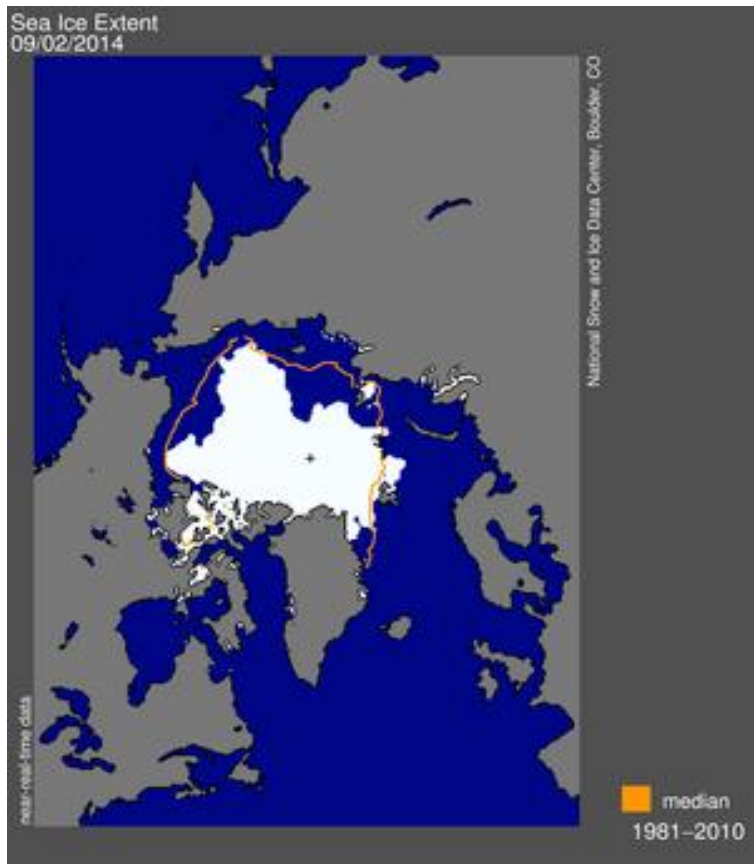 Sea Ice Extent
09/02/2014
National Snow and Ice Data Center, Boulder, CO
near-real-time data
median
1981–2010